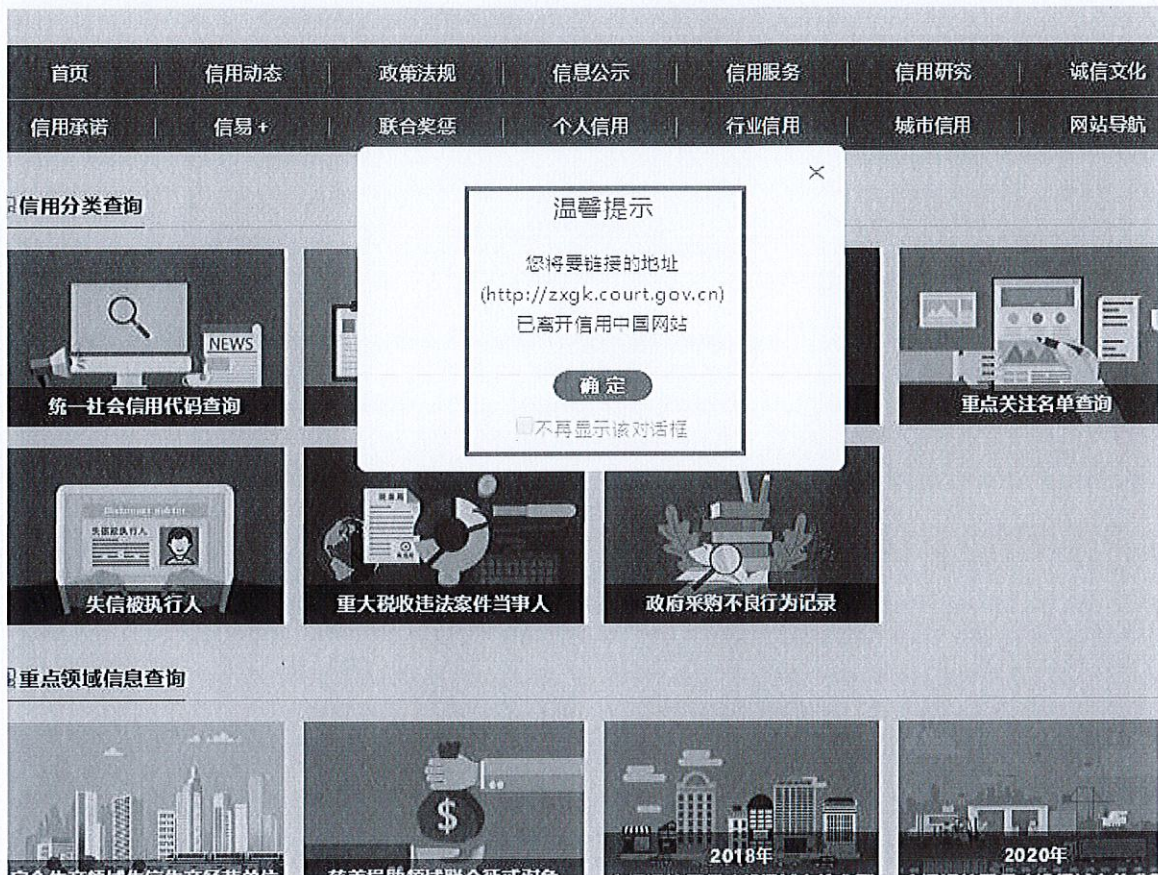 首页 信用动态 政策法规 信息公示 信用服务 信用研究 诚信文化
信用承诺 信易+ 联合奖惩 个人信用 行业信用 城市信用 网站导航
信用分类查询
温馨提示
您将要链接的地址
(http://zxgk.court.gov.cn)
已离开信用中国网站
确定
不再显示该对话框
NEWS
统一社会信用代码查询
重点关注名单查询
失信被执行人
失信被执行人
重大税收违法案件当事人
政府采购不良行为记录
重点领域信息查询
$
2018年
2020年